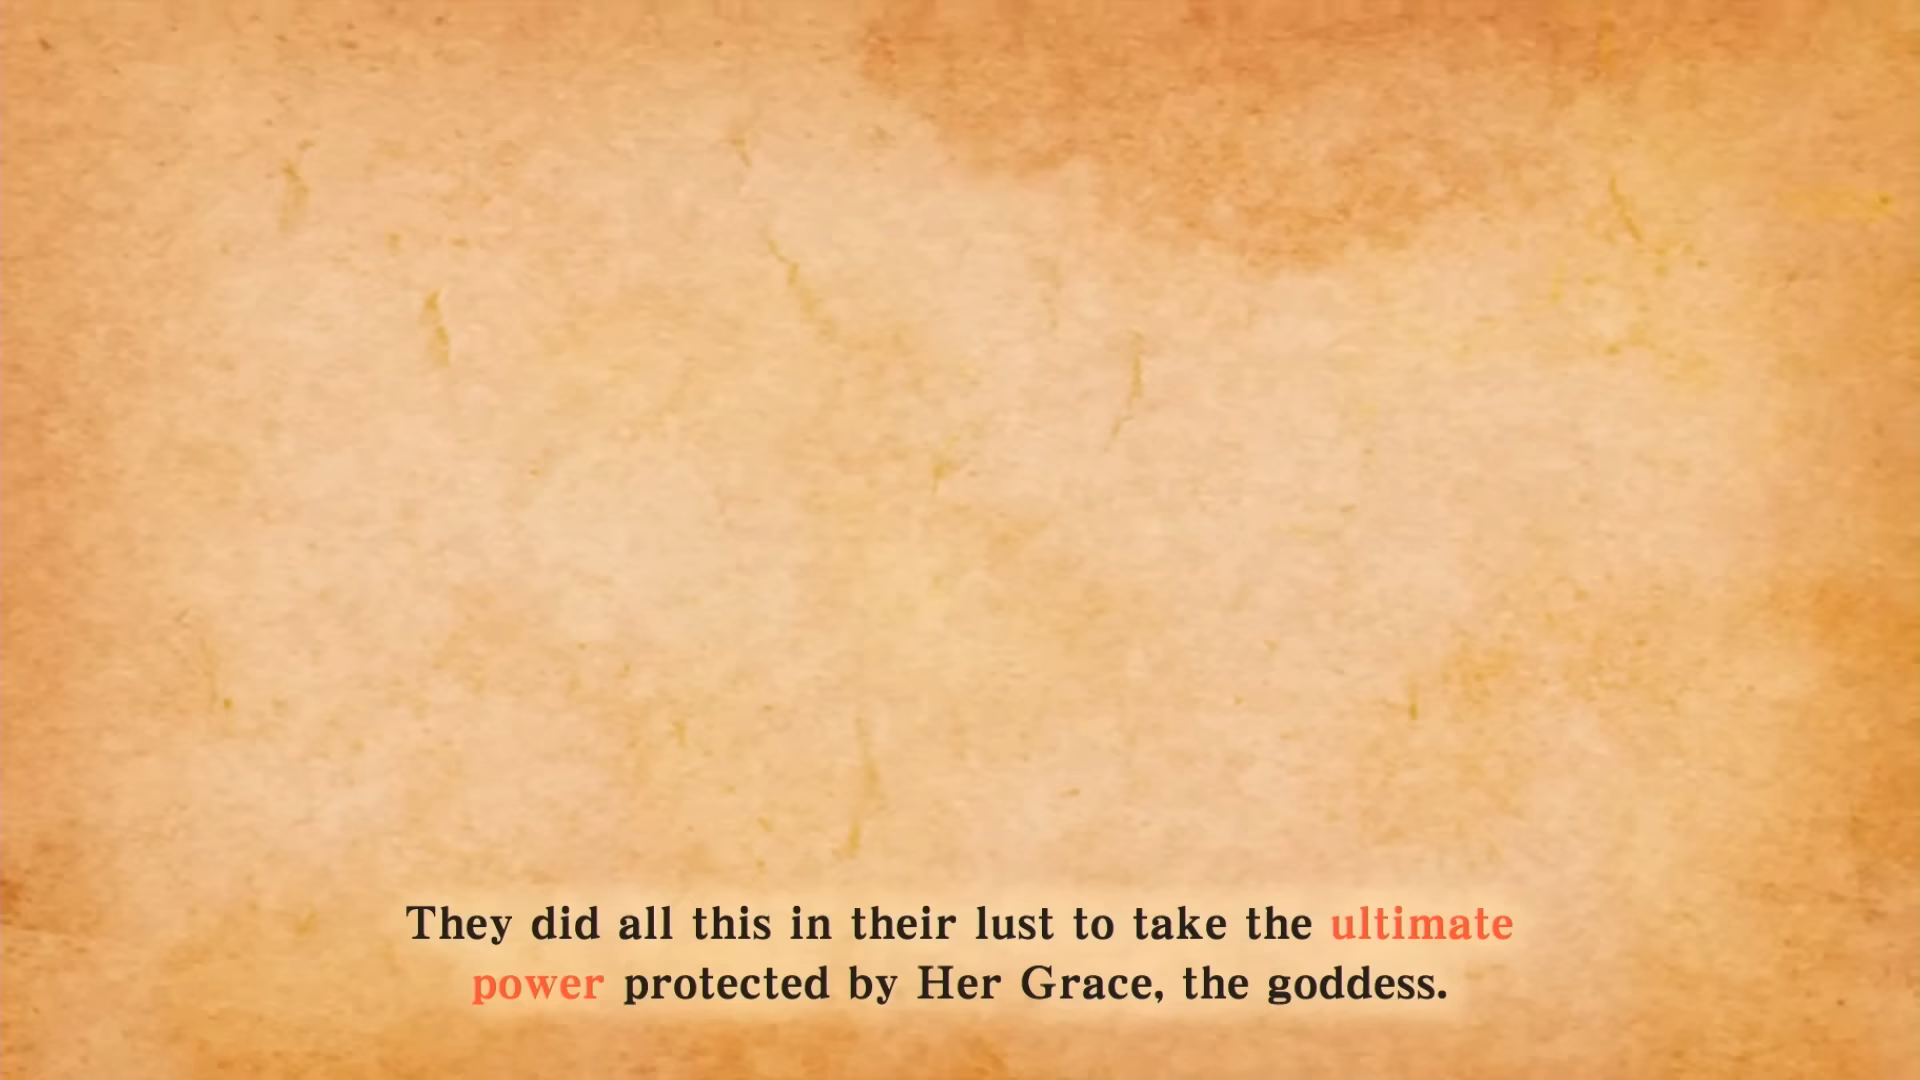 They did all this in their lust to take the ultimate
power protected by Her Grace, the goddess.